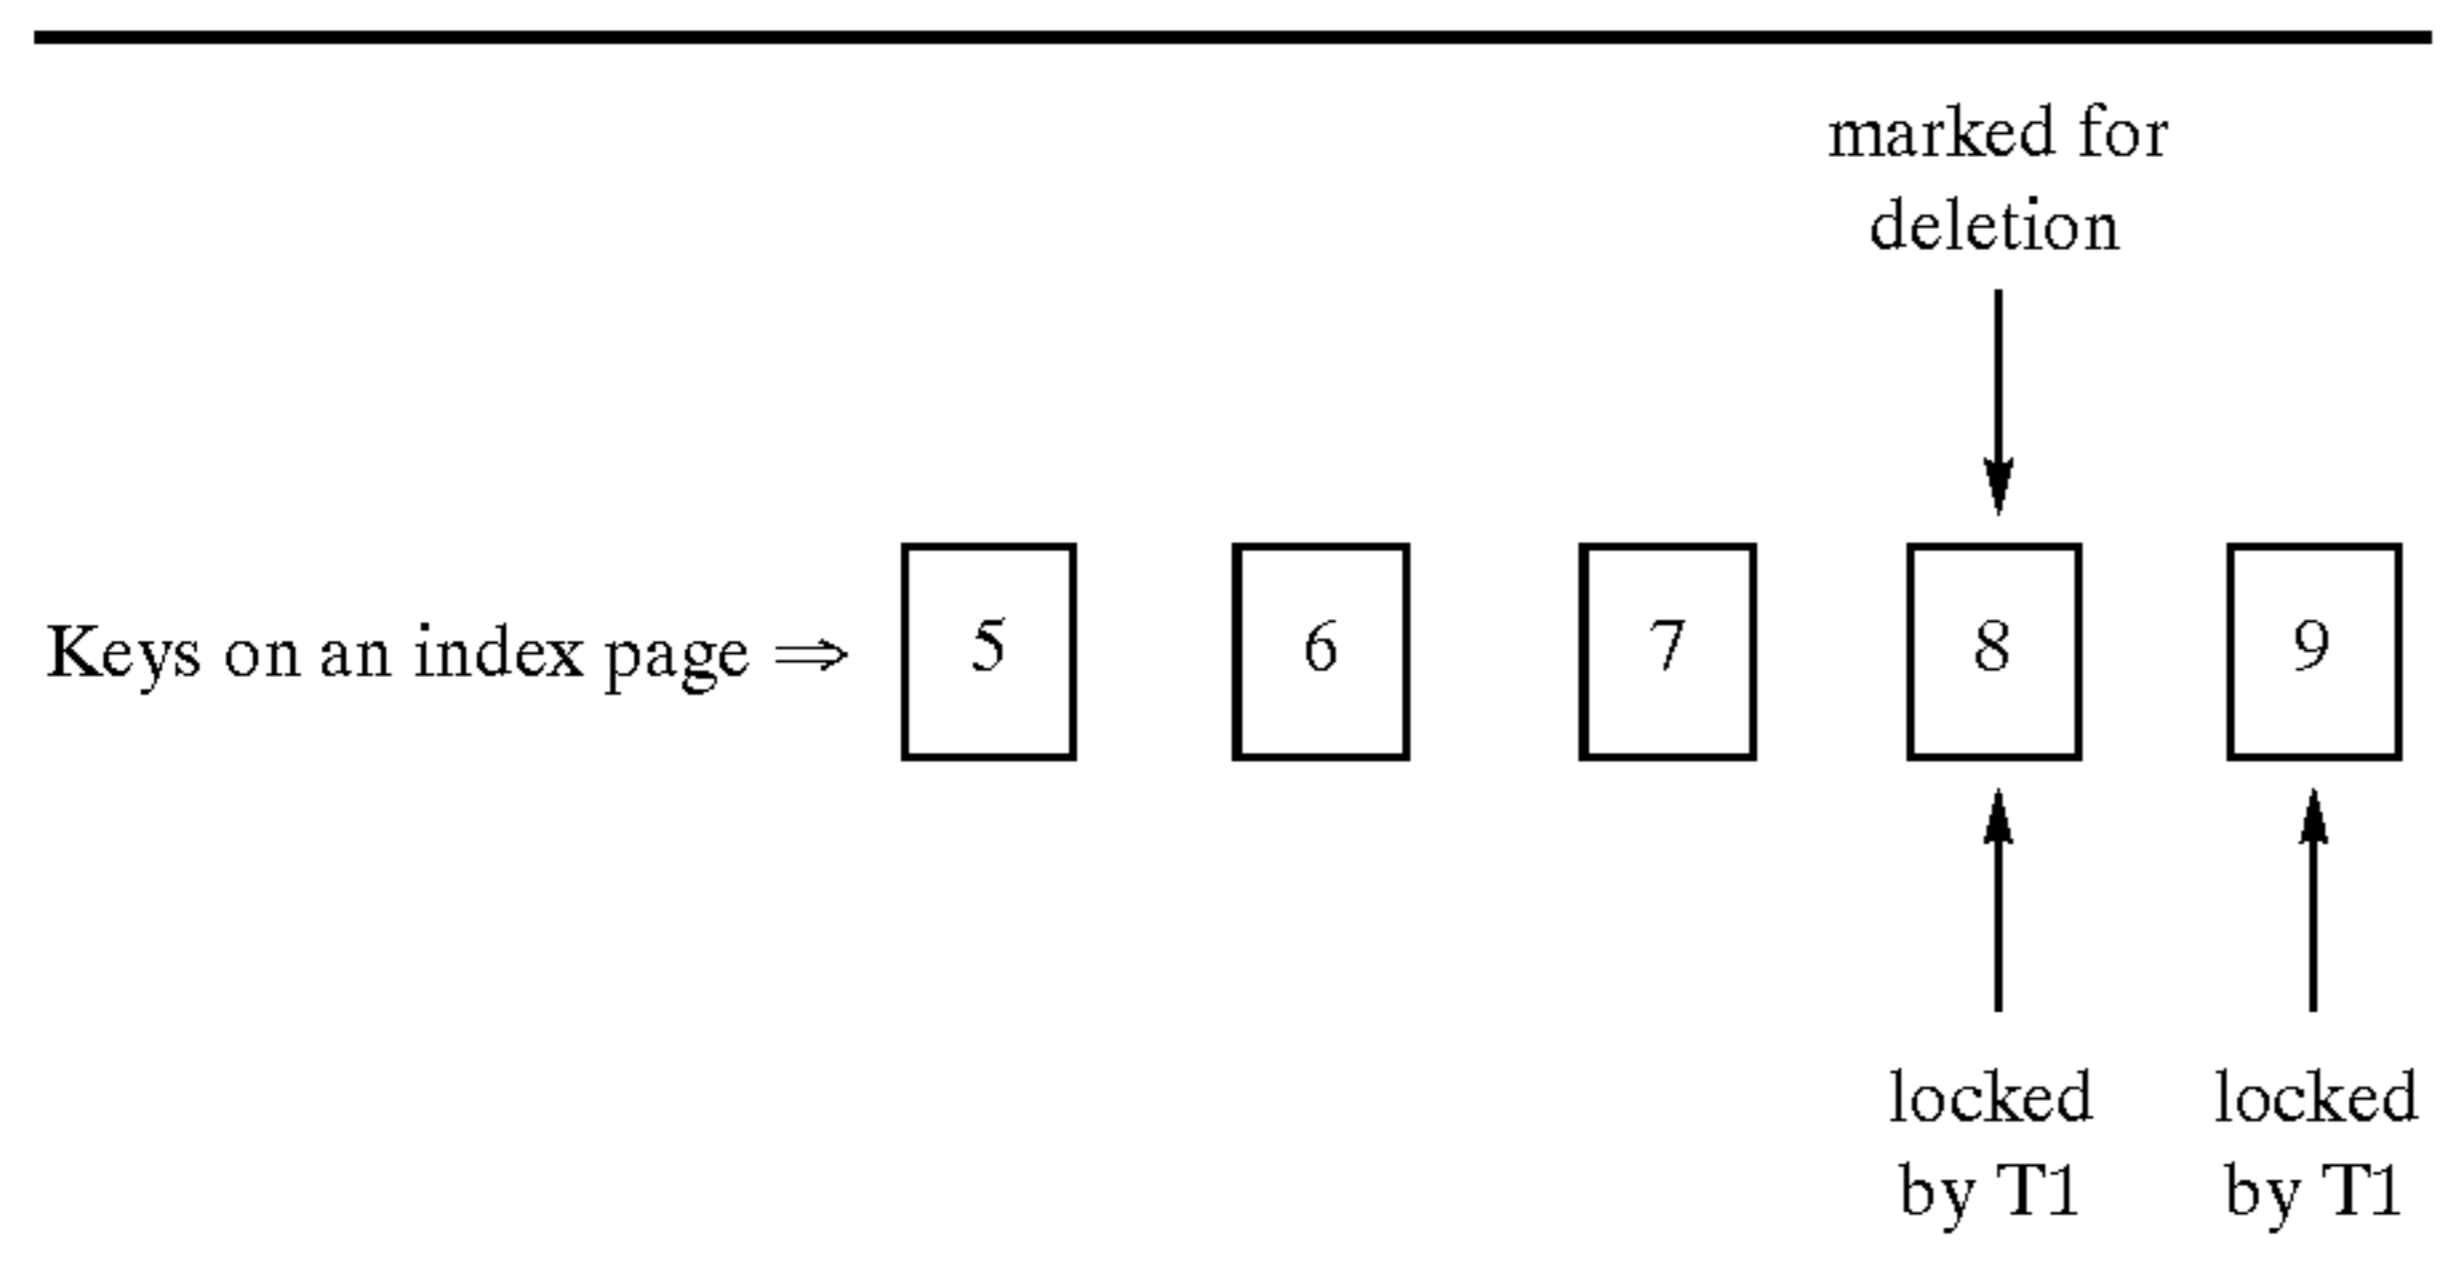 marked for
deletion
Keys on an index page ⇒ 5 6 7 8 9
locked locked
by T1 by T1